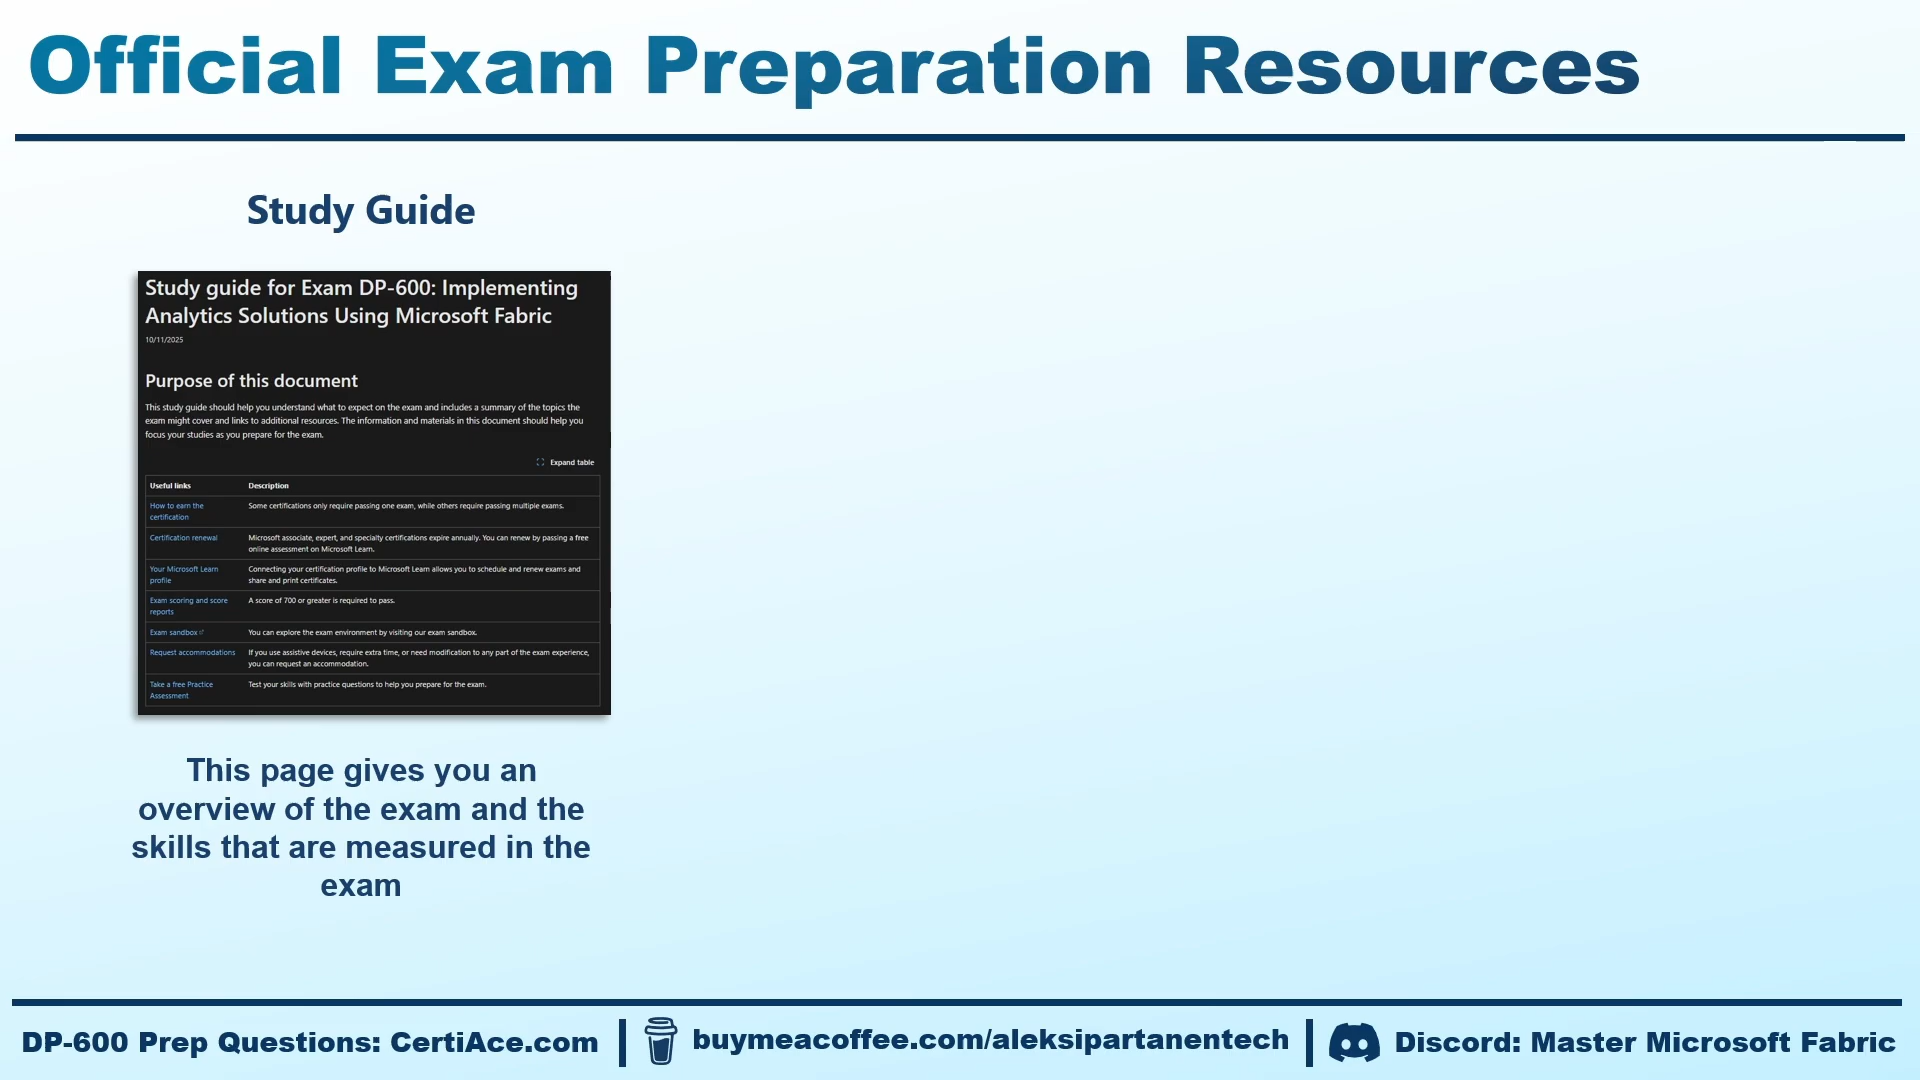 Official Exam Preparation Resources
Study Guide
Study guide for Exam DP-600: Implementing
Analytics Solutions Using Microsoft Fabric
10/11/2025
Purpose of this document
This study guide should help you understand what to expect on the exam and includes a summary of the topics the
exam might cover and links to additional resources. The information and materials in this document should help you
focus your studies as you prepare for the exam.
Expand table
Useful links Description
How to earn the
certification
Some certifications only require passing one exam, while others require passing multiple exams.
Certification renewal
Microsoft associate, expert, and specialty certifications expire annually. You can renew by passing a free
online assessment on Microsoft Learn.
Your Microsoft Learn
profile
Connecting your certification profile to Microsoft Learn allows you to schedule and renew exams and
share and print certificates.
Exam scoring and score
reports
A score of 700 or greater is required to pass.
Exam sandbox
You can explore the exam environment by visiting our exam sandbox.
Request accommodations
If you use assistive devices, require extra time, or need modification to any part of the exam experience,
you can request an accommodation.
Take a free Practice
Assessment
Test your skills with practice questions to help you prepare for the exam.
This page gives you an
overview of the exam and the
skills that are measured in the
exam
DP-600 Prep Questions: CertiAce.com
buymeacoffee.com/aleksipartanentech
Discord: Master Microsoft Fabric